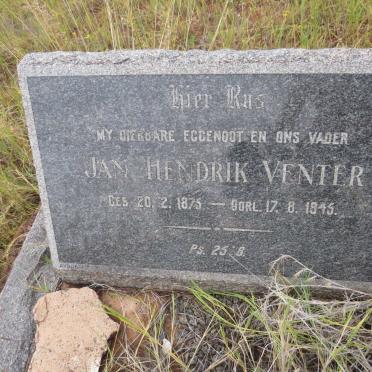 Hier Rus
MY DIERBARE EGGENOOT EN ONS VADER
JAN HENDRIK VENTER
GEB. 20. 2. 1875 — OORL. 17. 8. 1945.
PS. 25 : 8.